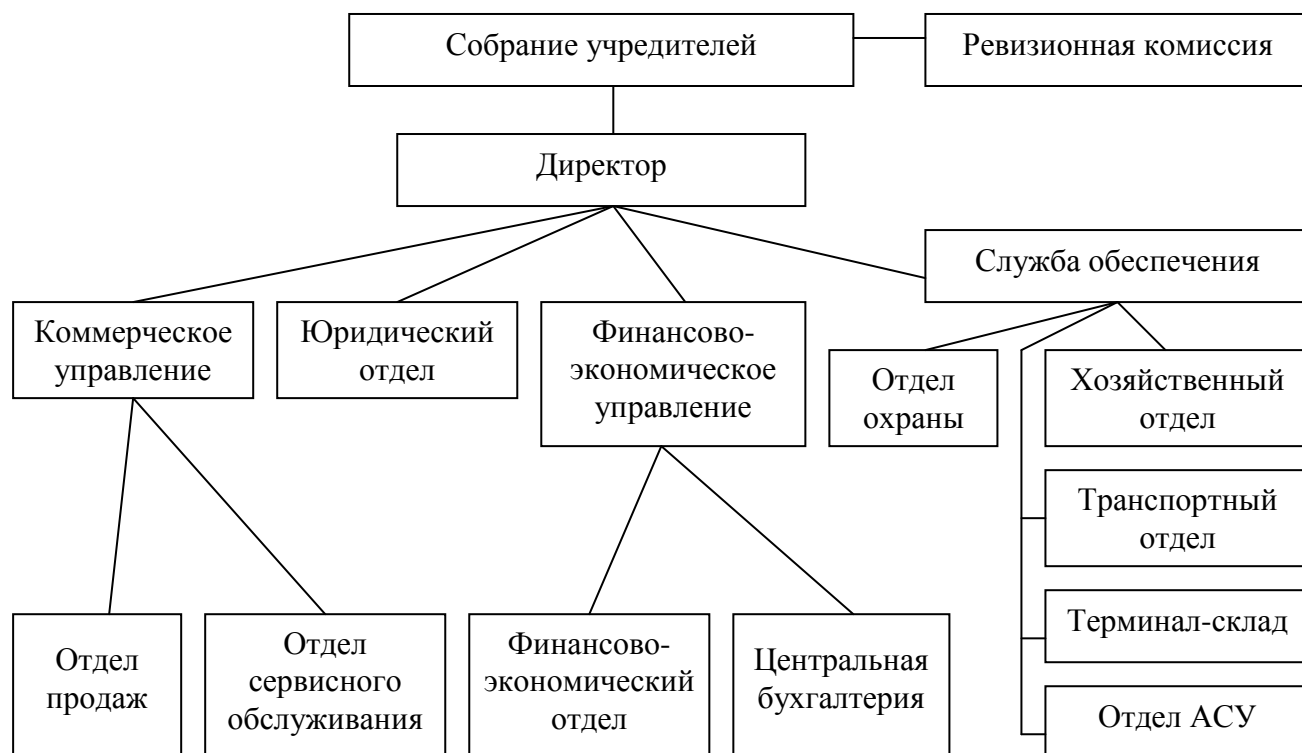 Собрание учредителей
Ревизионная комиссия
Директор
Служба обеспечения
Коммерческое
управление
Юридический
отдел
Финансово-
экономическое
управление
Отдел
охраны
Хозяйственный
отдел
Транспортный
отдел
Терминал-склад
Отдел АСУ
Отдел
продаж
Отдел
сервисного
обслуживания
Финансово-
экономический
отдел
Центральная
бухгалтерия